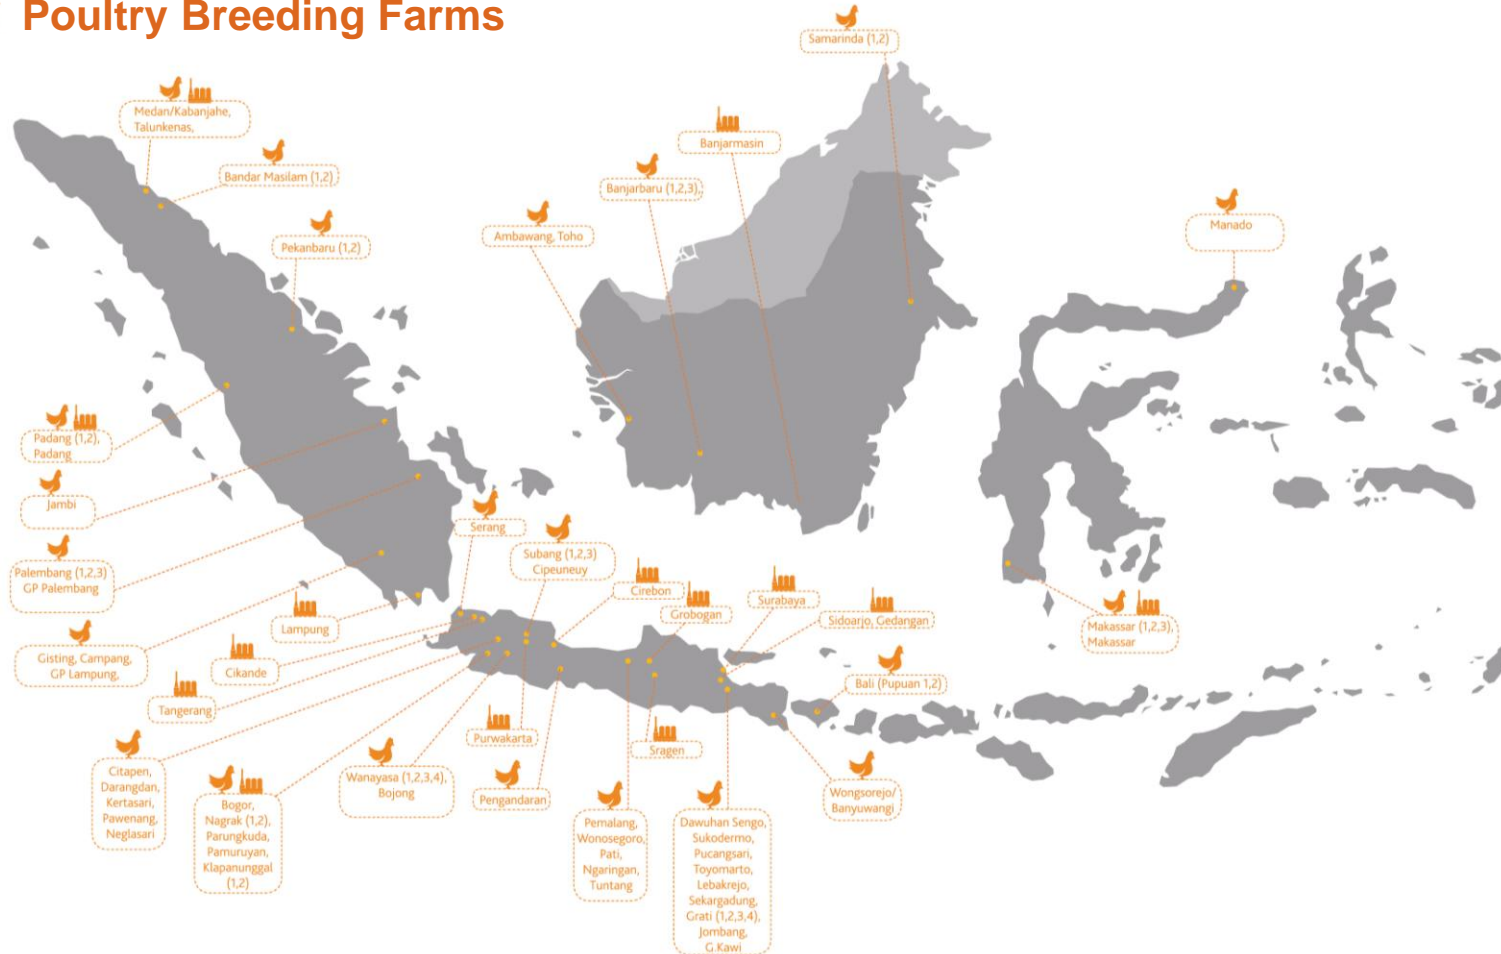 Poultry Breeding Farms
Samarinda (1,2)
Medan/Kabanjahe,
Talunkenas,
Banjarmasin
Bandar Masilam (1,2)
Banjarbaru (1,2,3),
Ambawang, Toho
Pekanbaru (1,2)
Manado
Padang (1,2),
Padang
Jambi
Palembang (1,2,3)
GP Palembang
Serang
Subang (1,2,3)
Cipeuneuy
Cirebon
Surabaya
Grobogan
Sidoarjo, Gedangan
Lampung
Makassar (1,2,3),
Makassar
Gisting, Campang,
GP Lampung,
Cikande
Bali (Pupuan 1,2)
Tangerang
Purwakarta
Sragen
Citapen,
Darangdan,
Kertasari,
Pawenang,
Neglasari
Bogor,
Nagrak (1,2),
Parungkuda,
Pamuruyan,
Klapanunggal
(1,2)
Wanayasa (1,2,3,4),
Bojong
Pengandaran
Wongsorejo/
Banyuwangi
Pemalang,
Wonosegoro,
Pati,
Ngaringan,
Tuntang
Dawuhan Sengo,
Sukodermo,
Pucangsari,
Toyomarto,
Lebakrejo,
Sekargadung,
Grati (1,2,3,4),
Jombang,
G.Kawi